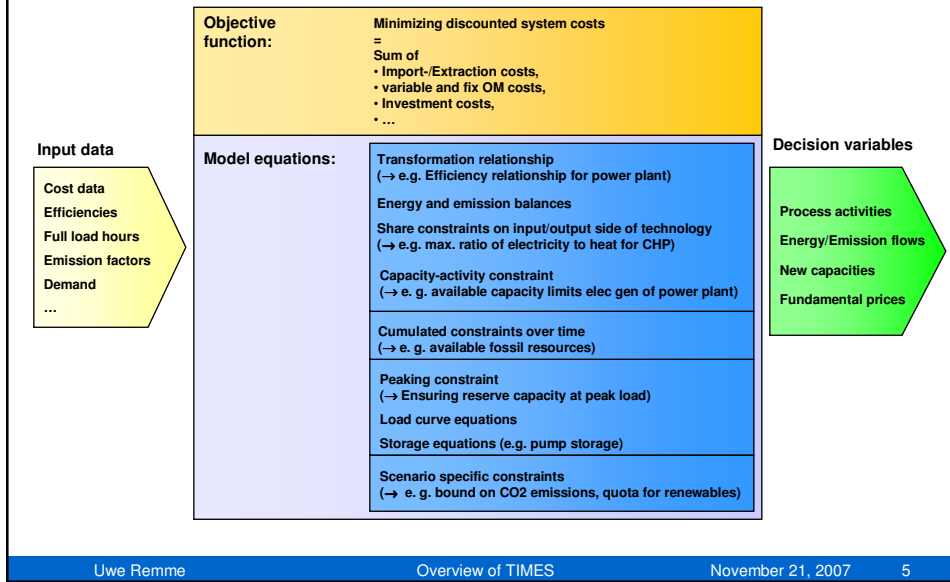 Objective function:
Minimizing discounted system costs
=
Sum of
• Import-/Extraction costs,
• variable and fix OM costs,
• Investment costs,
• ...
Input data
Cost data
Efficiencies
Full load hours
Emission factors
Demand
...
Model equations:
Transformation relationship
(→ e.g. Efficiency relationship for power plant)
Energy and emission balances
Share constraints on input/output side of technology
(→ e.g. max. ratio of electricity to heat for CHP)
Capacity-activity constraint
(→ e. g. available capacity limits elec gen of power plant)
Cumulated constraints over time
(→ e. g. available fossil resources)
Peaking constraint
(→ Ensuring reserve capacity at peak load)
Load curve equations
Storage equations (e.g. pump storage)
Scenario specific constraints
(→ e. g. bound on CO2 emissions, quota for renewables)
Decision variables
Process activities
Energy/Emission flows
New capacities
Fundamental prices
Uwe Remme Overview of TIMES November 21, 2007 5